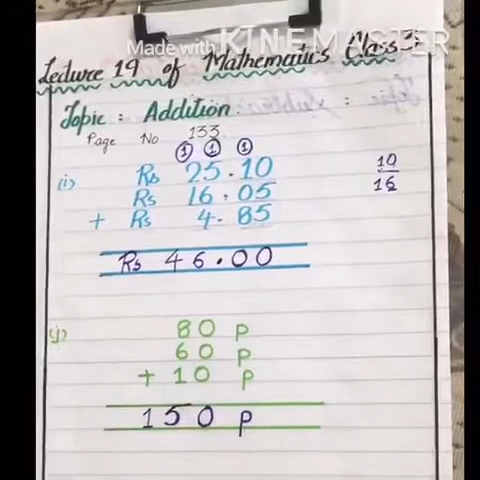 Made with KINEMASTER
Lecture 19 of Mathematics Class 3
Topic : Addition.
Page No 133.
1 1 1
(i) Rs 25.10
Rs 16.05
+ Rs 4.85
Rs 46.00
10
16
(j) 80 p
60 p
+ 10 p
150 p